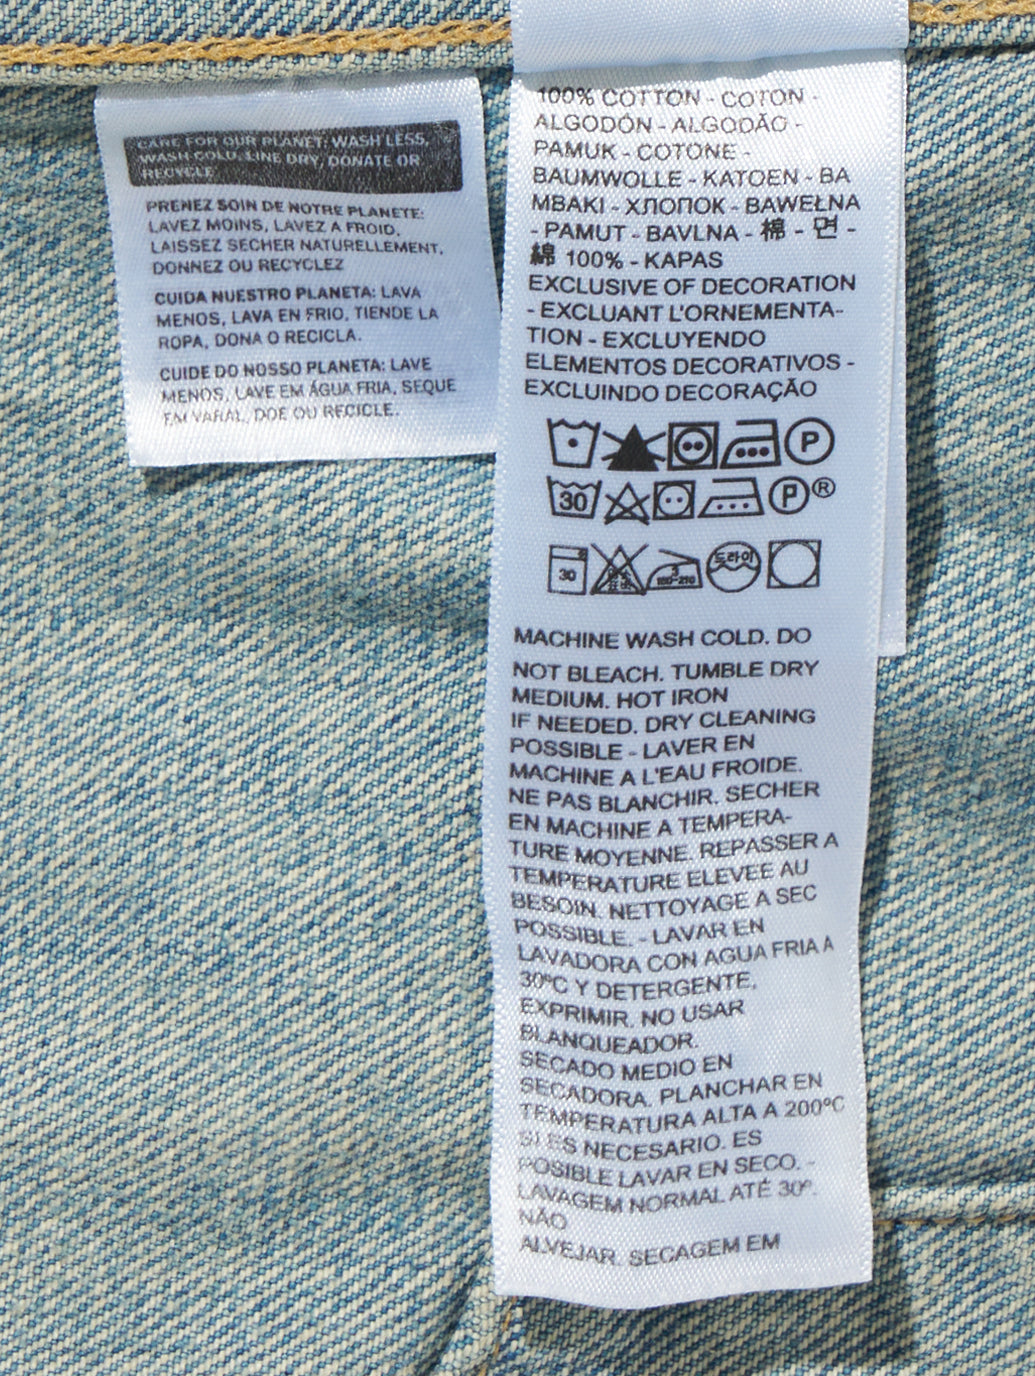 CARE FOR OUR PLANET: WASH LESS,
WASH COLD, LINE DRY, DONATE OR
RECYCLE
PRENEZ SOIN DE NOTRE PLANETE:
LAVEZ MOINS, LAVEZ A FROID,
LAISSEZ SECHER NATURELLEMENT,
DONNEZ OU RECYCLEZ
CUIDA NUESTRO PLANETA: LAVA
MENOS, LAVA EN FRIO, TIENDE LA
ROPA, DONA O RECICLA.
CUIDE DO NOSSO PLANETA: LAVE
MENOS, LAVE EM ÁGUA FRIA, SEQUE
EM VARAL, DOE OU RECICLE.
100% COTTON - COTON -
ALGODÓN - ALGODÃO -
PAMUK - COTONE -
BAUMWOLLE - KATOEN - BA
MBAKI - ХЛОПОК - BAWEŁNA
- PAMUT - BAVLNA - 棉 - 면 -
綿 100% - KAPAS
EXCLUSIVE OF DECORATION
- EXCLUANT L'ORNEMENTA-
TION - EXCLUYENDO
ELEMENTOS DECORATIVOS -
EXCLUINDO DECORAÇÃO
P
30 P ®
30 180-210 드라이
MACHINE WASH COLD. DO
NOT BLEACH. TUMBLE DRY
MEDIUM. HOT IRON
IF NEEDED. DRY CLEANING
POSSIBLE - LAVER EN
MACHINE A L'EAU FROIDE.
NE PAS BLANCHIR. SECHER
EN MACHINE A TEMPERA-
TURE MOYENNE. REPASSER A
TEMPERATURE ELEVEE AU
BESOIN. NETTOYAGE A SEC
POSSIBLE. - LAVAR EN
LAVADORA CON AGUA FRIA A
30ºC Y DETERGENTE,
EXPRIMIR. NO USAR
BLANQUEADOR.
SECADO MEDIO EN
SECADORA. PLANCHAR EN
TEMPERATURA ALTA A 200ºC
SI ES NECESARIO. ES
POSIBLE LAVAR EN SECO. -
LAVAGEM NORMAL ATÉ 30º.
NÃO
ALVEJAR. SECAGEM EM